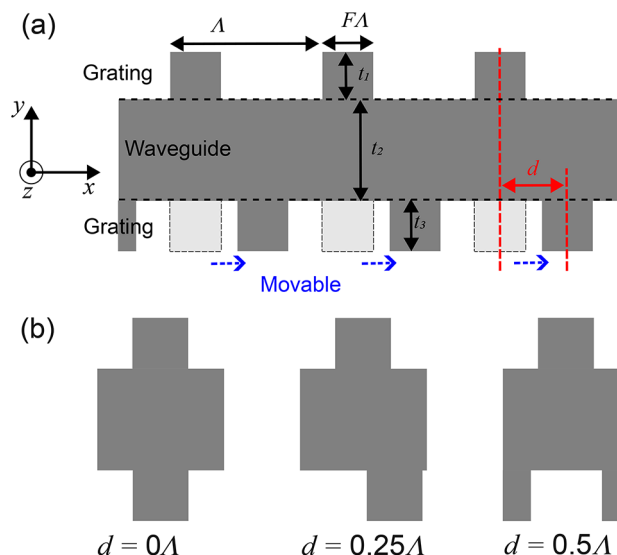 (a)
Λ
FΛ
Grating
t1
y
Waveguide
t2
d
z
x
Grating
t3
Movable
(b)
d = 0Λ
d = 0.25Λ
d = 0.5Λ